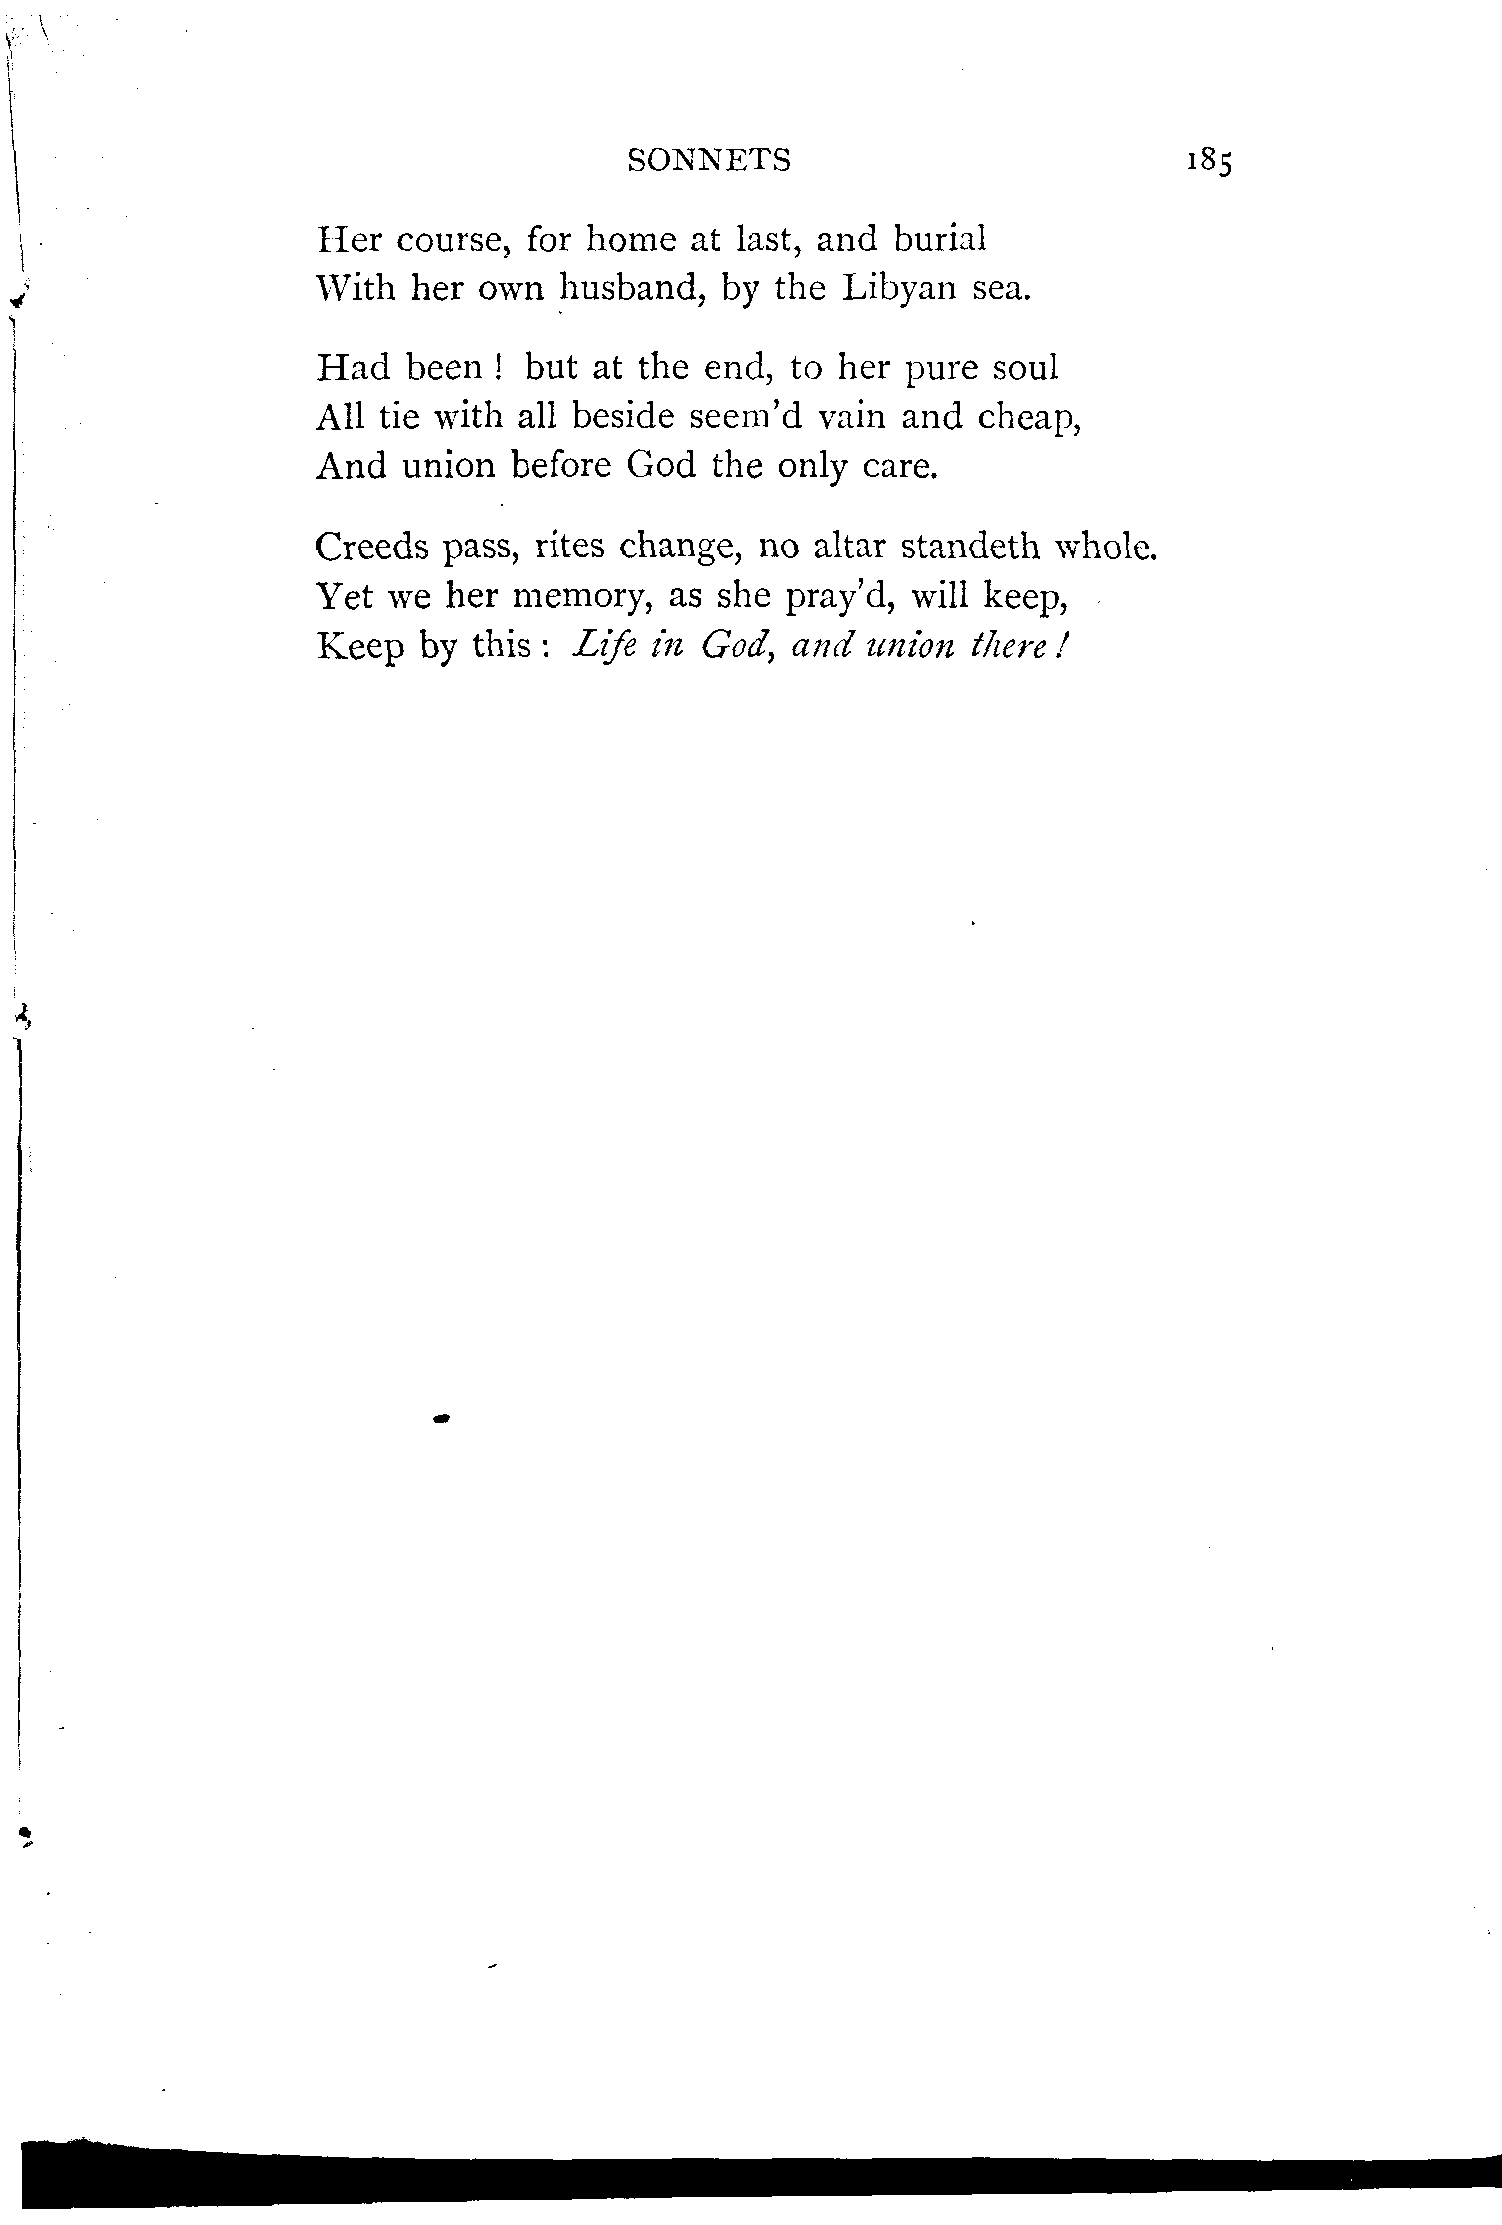 SONNETS 185
Her course, for home at last, and burial
With her own husband, by the Libyan sea.
Had been ! but at the end, to her pure soul
All tie with all beside seem'd vain and cheap,
And union before God the only care.
Creeds pass, rites change, no altar standeth whole.
Yet we her memory, as she pray'd, will keep,
Keep by this : Life in God, and union there !